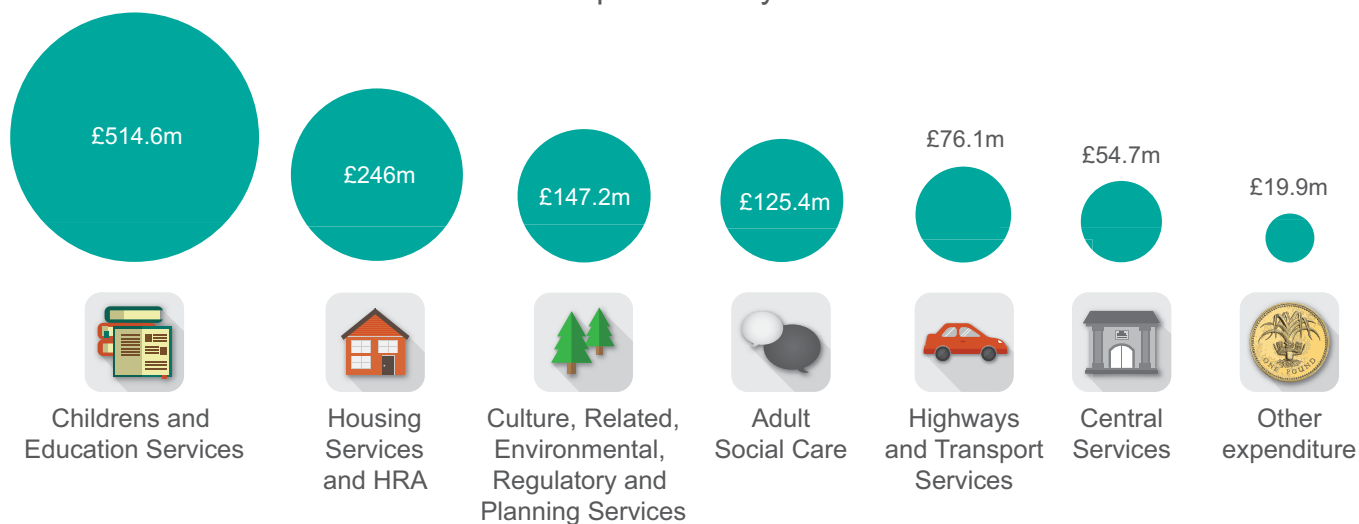 £514.6m
£246m
£147.2m
£125.4m
£76.1m
£54.7m
£19.9m
Childrens and
Education Services
Housing
Services
and HRA
Culture, Related,
Environmental,
Regulatory and
Planning Services
Adult
Social Care
Highways
and Transport
Services
Central
Services
Other
expenditure
ONE POUND